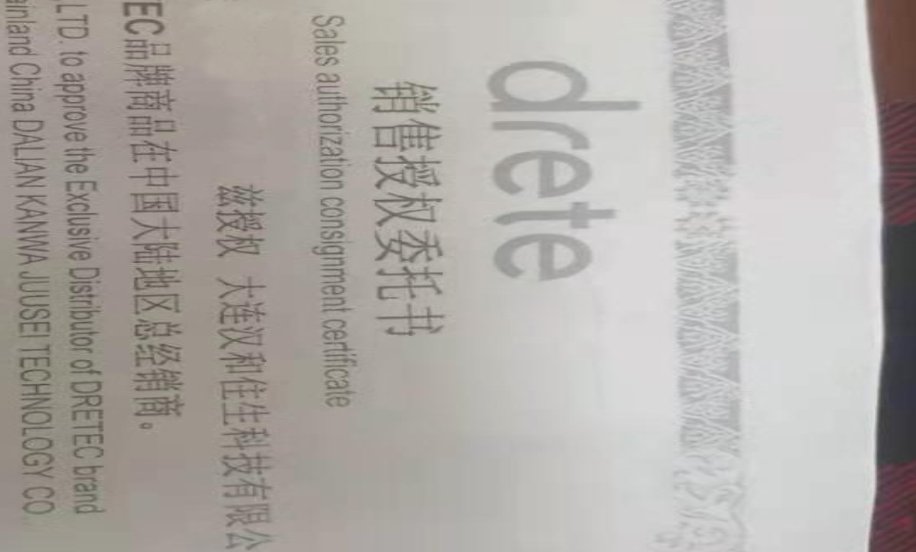 drete
销售授权委托书
Sales authorization consignment certificate
兹授权 大连汉和住生科技有限公
TEC品牌商品在中国大陆地区总经销商。
LTD. to approve the Exclusive Distributor of DRETEC brand
ainland China DALIAN KANWA JUUSEI TECHNOLOGY CO